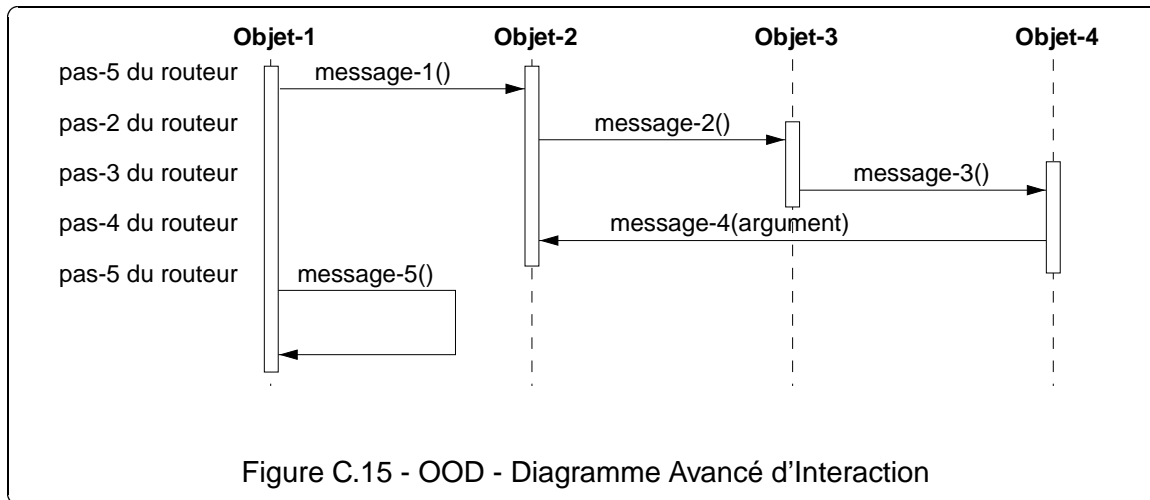 Objet-1 Objet-2 Objet-3 Objet-4
pas-5 du routeur message-1()
pas-2 du routeur message-2()
pas-3 du routeur message-3()
pas-4 du routeur message-4(argument)
pas-5 du routeur message-5()
Figure C.15 - OOD - Diagramme Avancé d'Interaction